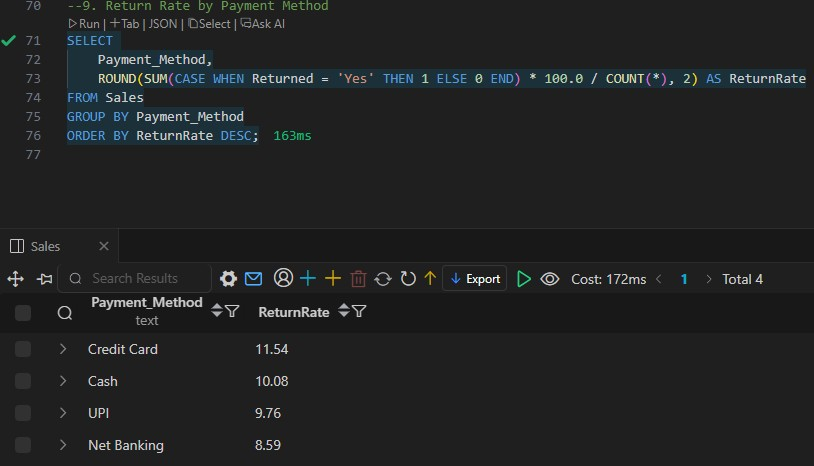 70 --9. Return Rate by Payment Method
Run | +Tab | JSON | Select | Ask AI
71 SELECT
72 Payment_Method,
73 ROUND(SUM(CASE WHEN Returned = 'Yes' THEN 1 ELSE 0 END) * 100.0 / COUNT(*), 2) AS ReturnRate
74 FROM Sales
75 GROUP BY Payment_Method
76 ORDER BY ReturnRate DESC; 163ms
77
Sales
Search Results Export Cost: 172ms < 1 > Total 4
Payment_Method ReturnRate
text
Credit Card 11.54
Cash 10.08
UPI 9.76
Net Banking 8.59